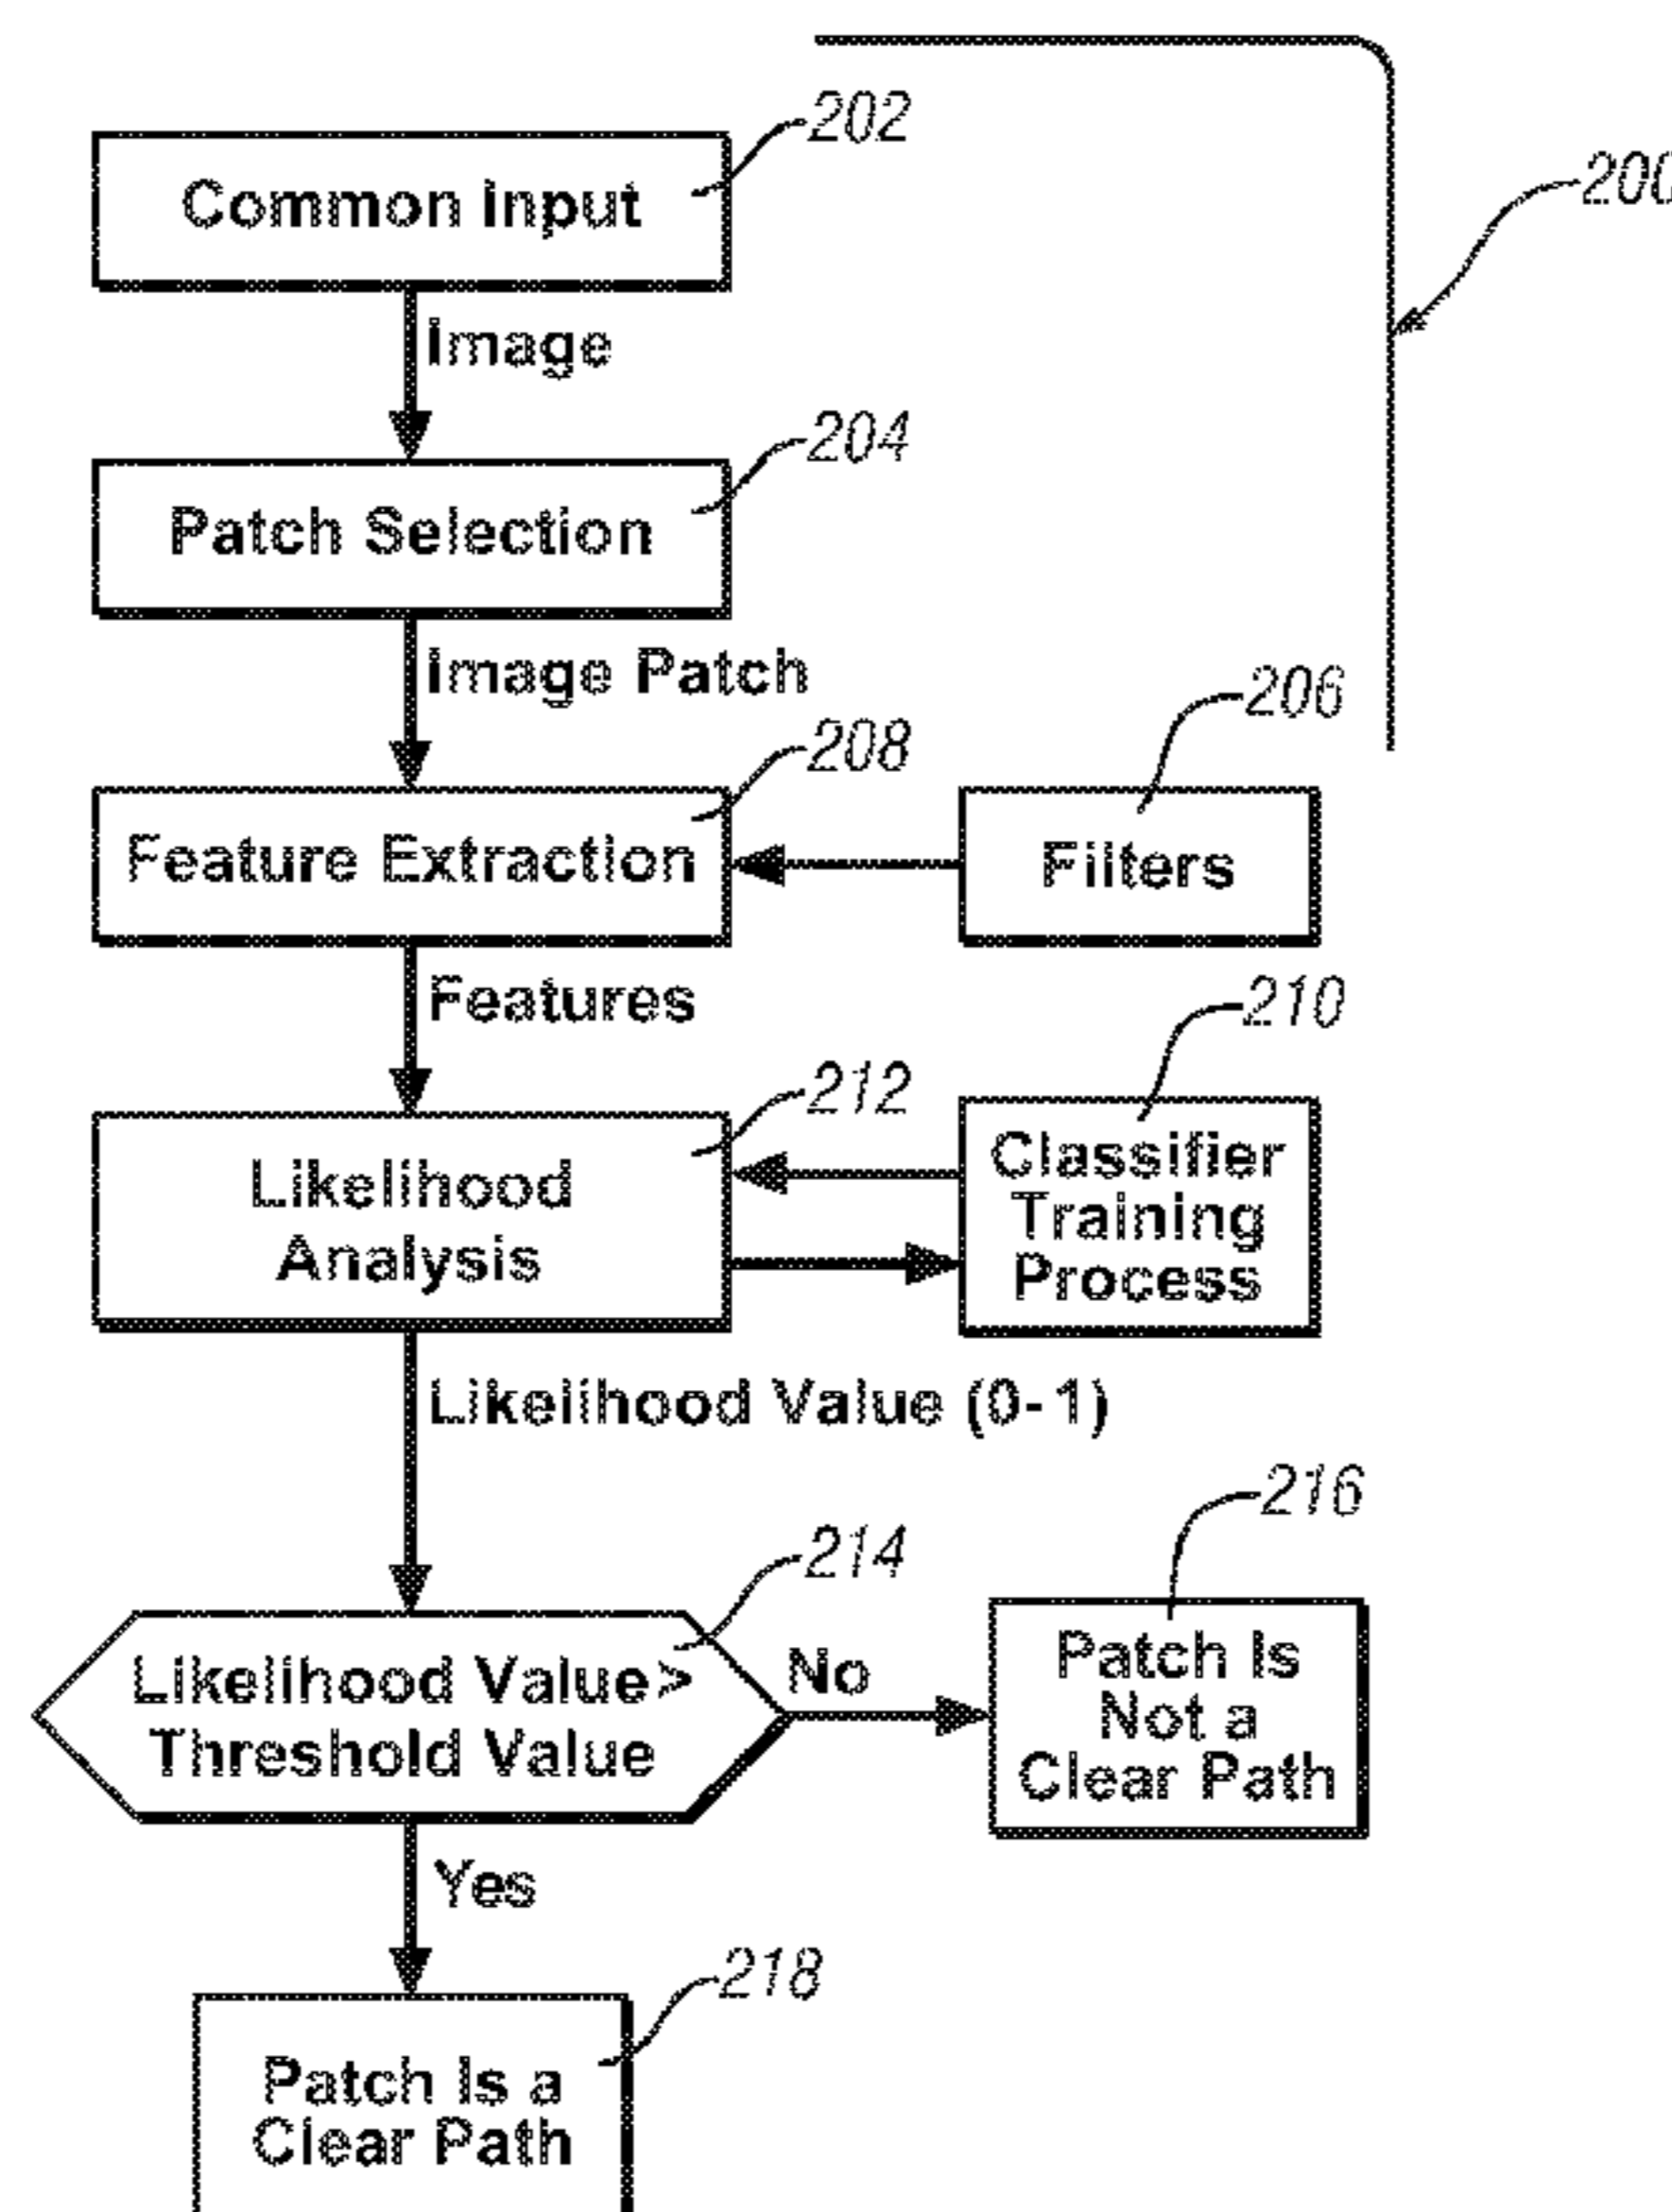 202
Common Input
200
Image
204
Patch Selection
Image Patch
206
208
Feature Extraction
Filters
Features
210
212
Likelihood
Analysis
Classifier
Training
Process
Likelihood Value (0-1)
216
214
Likelihood Value >
Threshold Value
No
Patch Is
Not a
Clear Path
Yes
218
Patch Is a
Clear Path